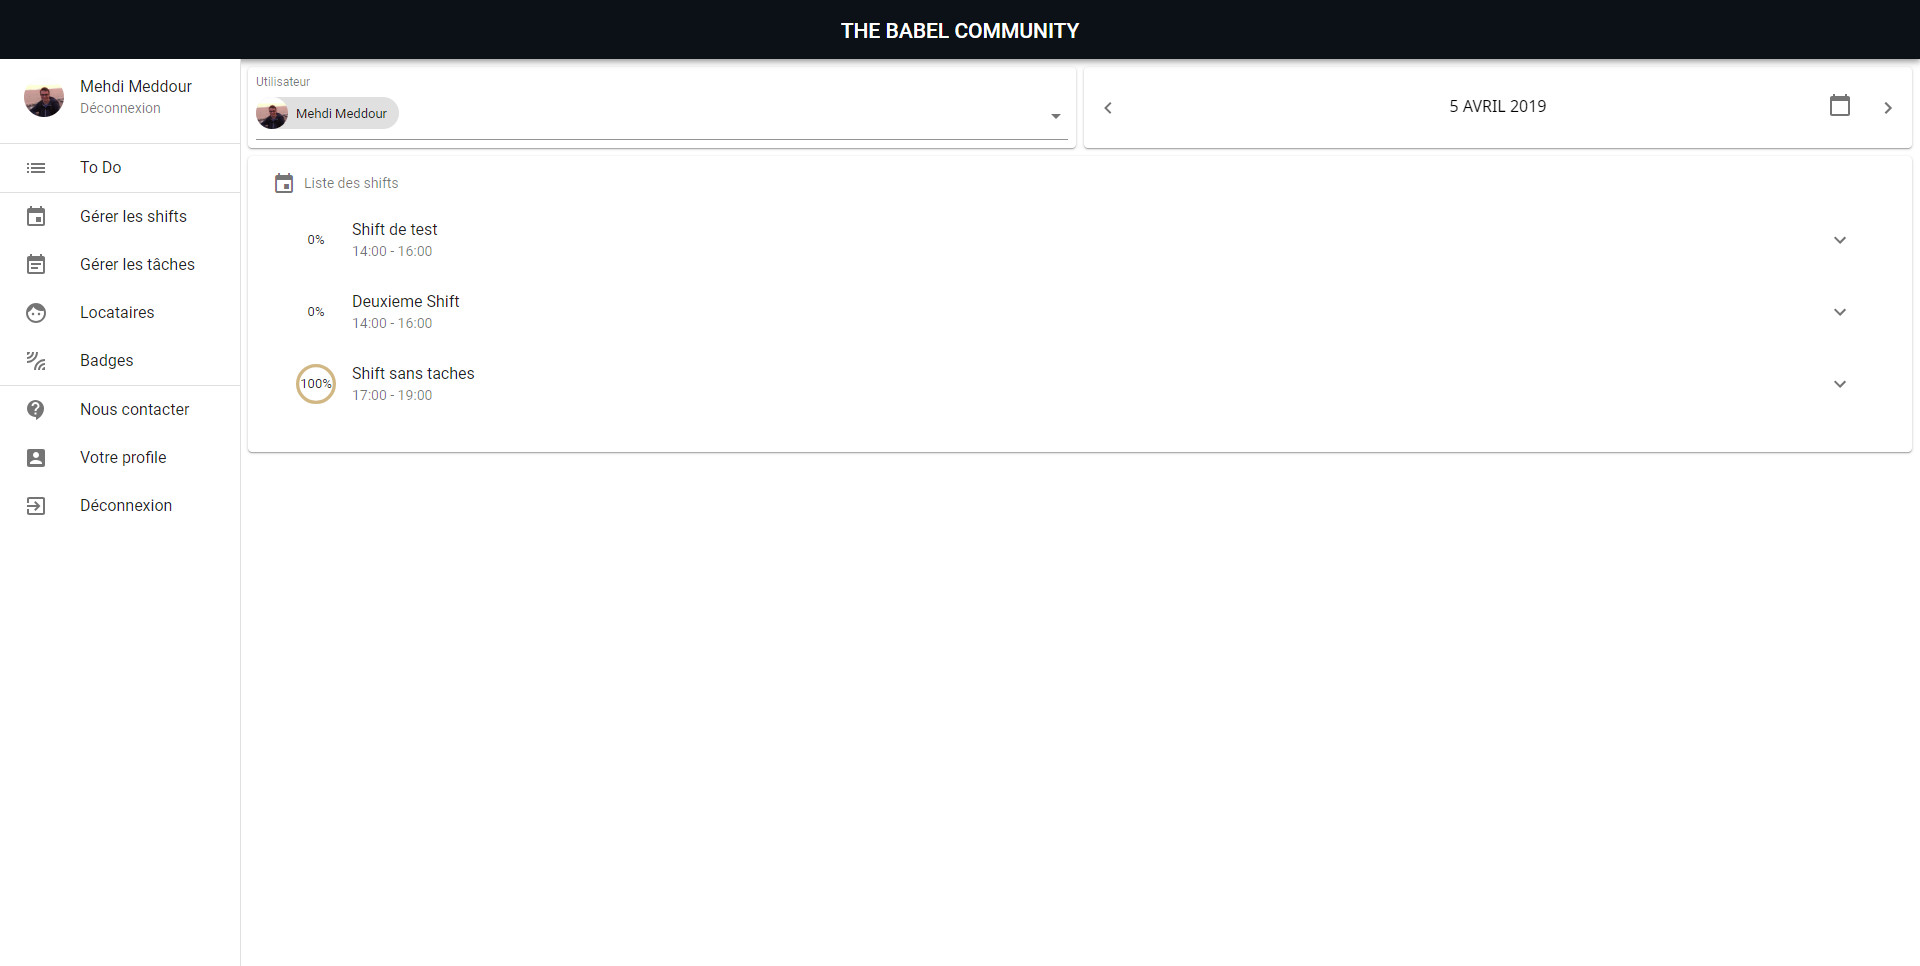 THE BABEL COMMUNITY
Mehdi Meddour
Déconnexion
To Do
Gérer les shifts
Gérer les tâches
Locataires
Badges
Nous contacter
Votre profile
Déconnexion
Utilisateur
Mehdi Meddour
5 AVRIL 2019
Liste des shifts
0%
Shift de test
14:00 - 16:00
0%
Deuxieme Shift
14:00 - 16:00
100%
Shift sans taches
17:00 - 19:00